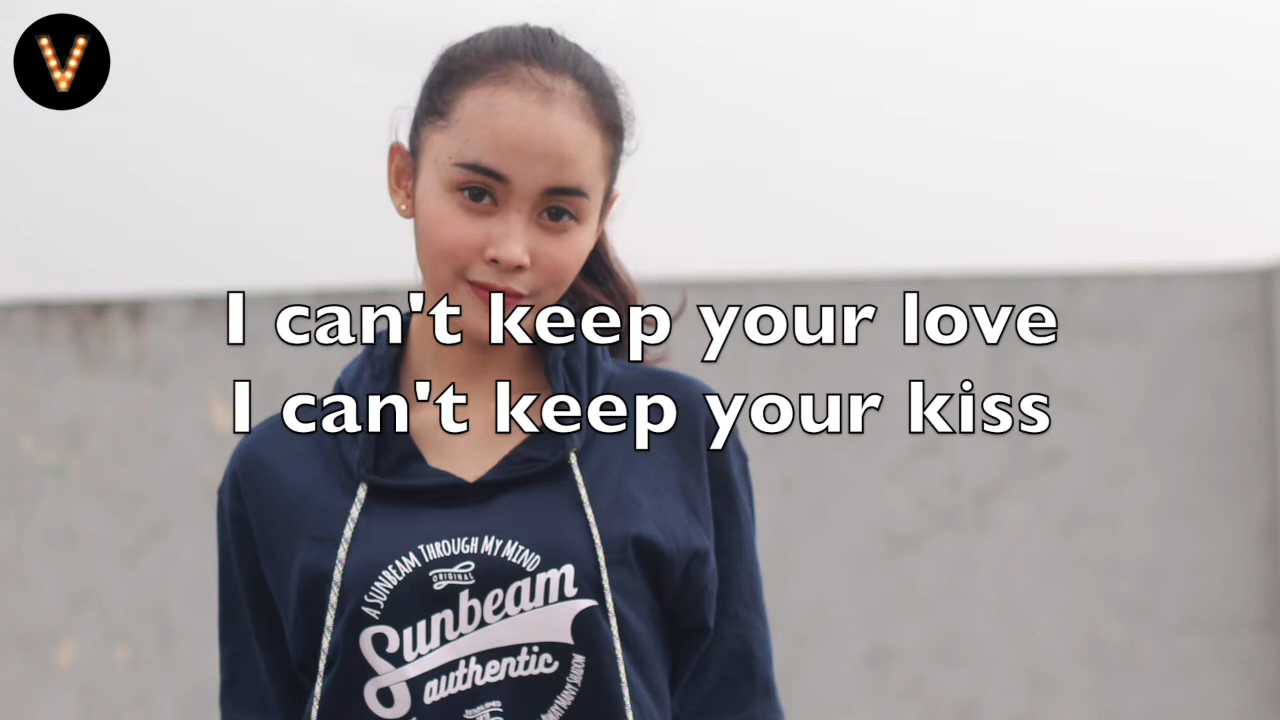 V
I can't keep your love
I can't keep your kiss
A SUNBEAM THROUGH MY MIND
ORIGINAL
Sunbeam
authentic